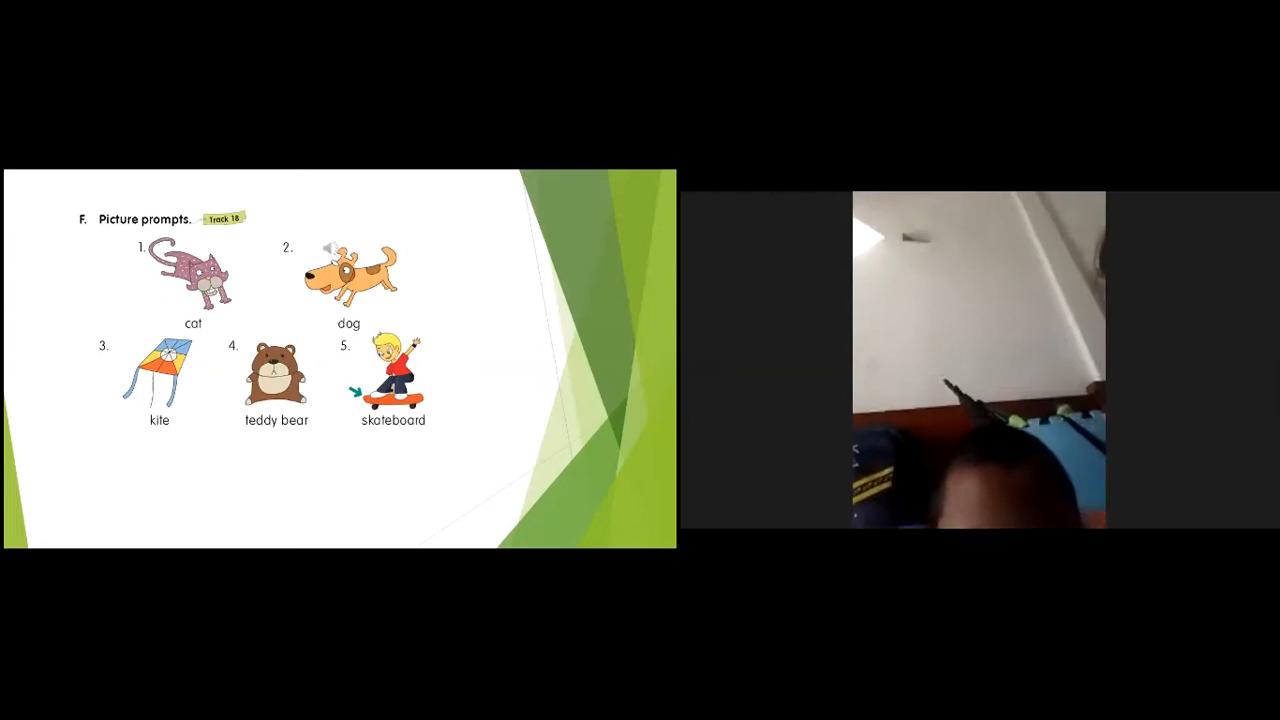 F. Picture prompts. Track 18
1. 2.
cat dog
3. 4. 5.
kite teddy bear skateboard